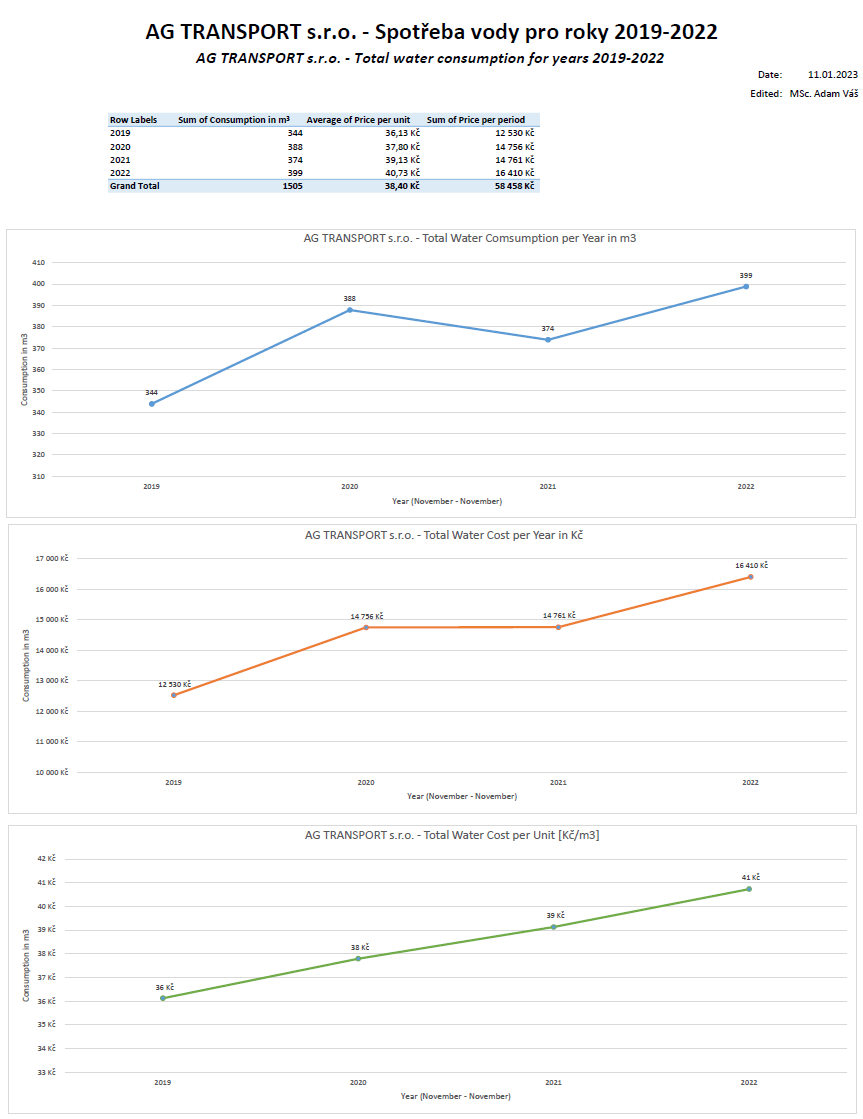 AG TRANSPORT s.r.o. - Spotřeba vody pro roky 2019-2022
AG TRANSPORT s.r.o. - Total water consumption for years 2019-2022
Date: 11.01.2023
Edited: MSc. Adam Váš
Row Labels Sum of Consumption in m³ Average of Price per unit Sum of Price per period
2019 344 36,13 Kč 12 530 Kč
2020 388 37,80 Kč 14 756 Kč
2021 374 39,13 Kč 14 761 Kč
2022 399 40,73 Kč 16 410 Kč
Grand Total 1505 38,40 Kč 58 458 Kč
AG TRANSPORT s.r.o. - Total Water Comsumption per Year in m3
Consumption in m3
410
400
390
380
370
360
350
340
330
320
310
344
388
374
399
2019 2020 2021 2022
Year (November - November)
AG TRANSPORT s.r.o. - Total Water Cost per Year in Kč
Consumption in m3
17 000 Kč
16 000 Kč
15 000 Kč
14 000 Kč
13 000 Kč
12 000 Kč
11 000 Kč
10 000 Kč
12 530 Kč
14 756 Kč
14 761 Kč
16 410 Kč
2019 2020 2021 2022
Year (November - November)
AG TRANSPORT s.r.o. - Total Water Cost per Unit [Kč/m3]
Consumption in m3
42 Kč
41 Kč
40 Kč
39 Kč
38 Kč
37 Kč
36 Kč
35 Kč
34 Kč
33 Kč
36 Kč
38 Kč
39 Kč
41 Kč
2019 2020 2021 2022
Year (November - November)